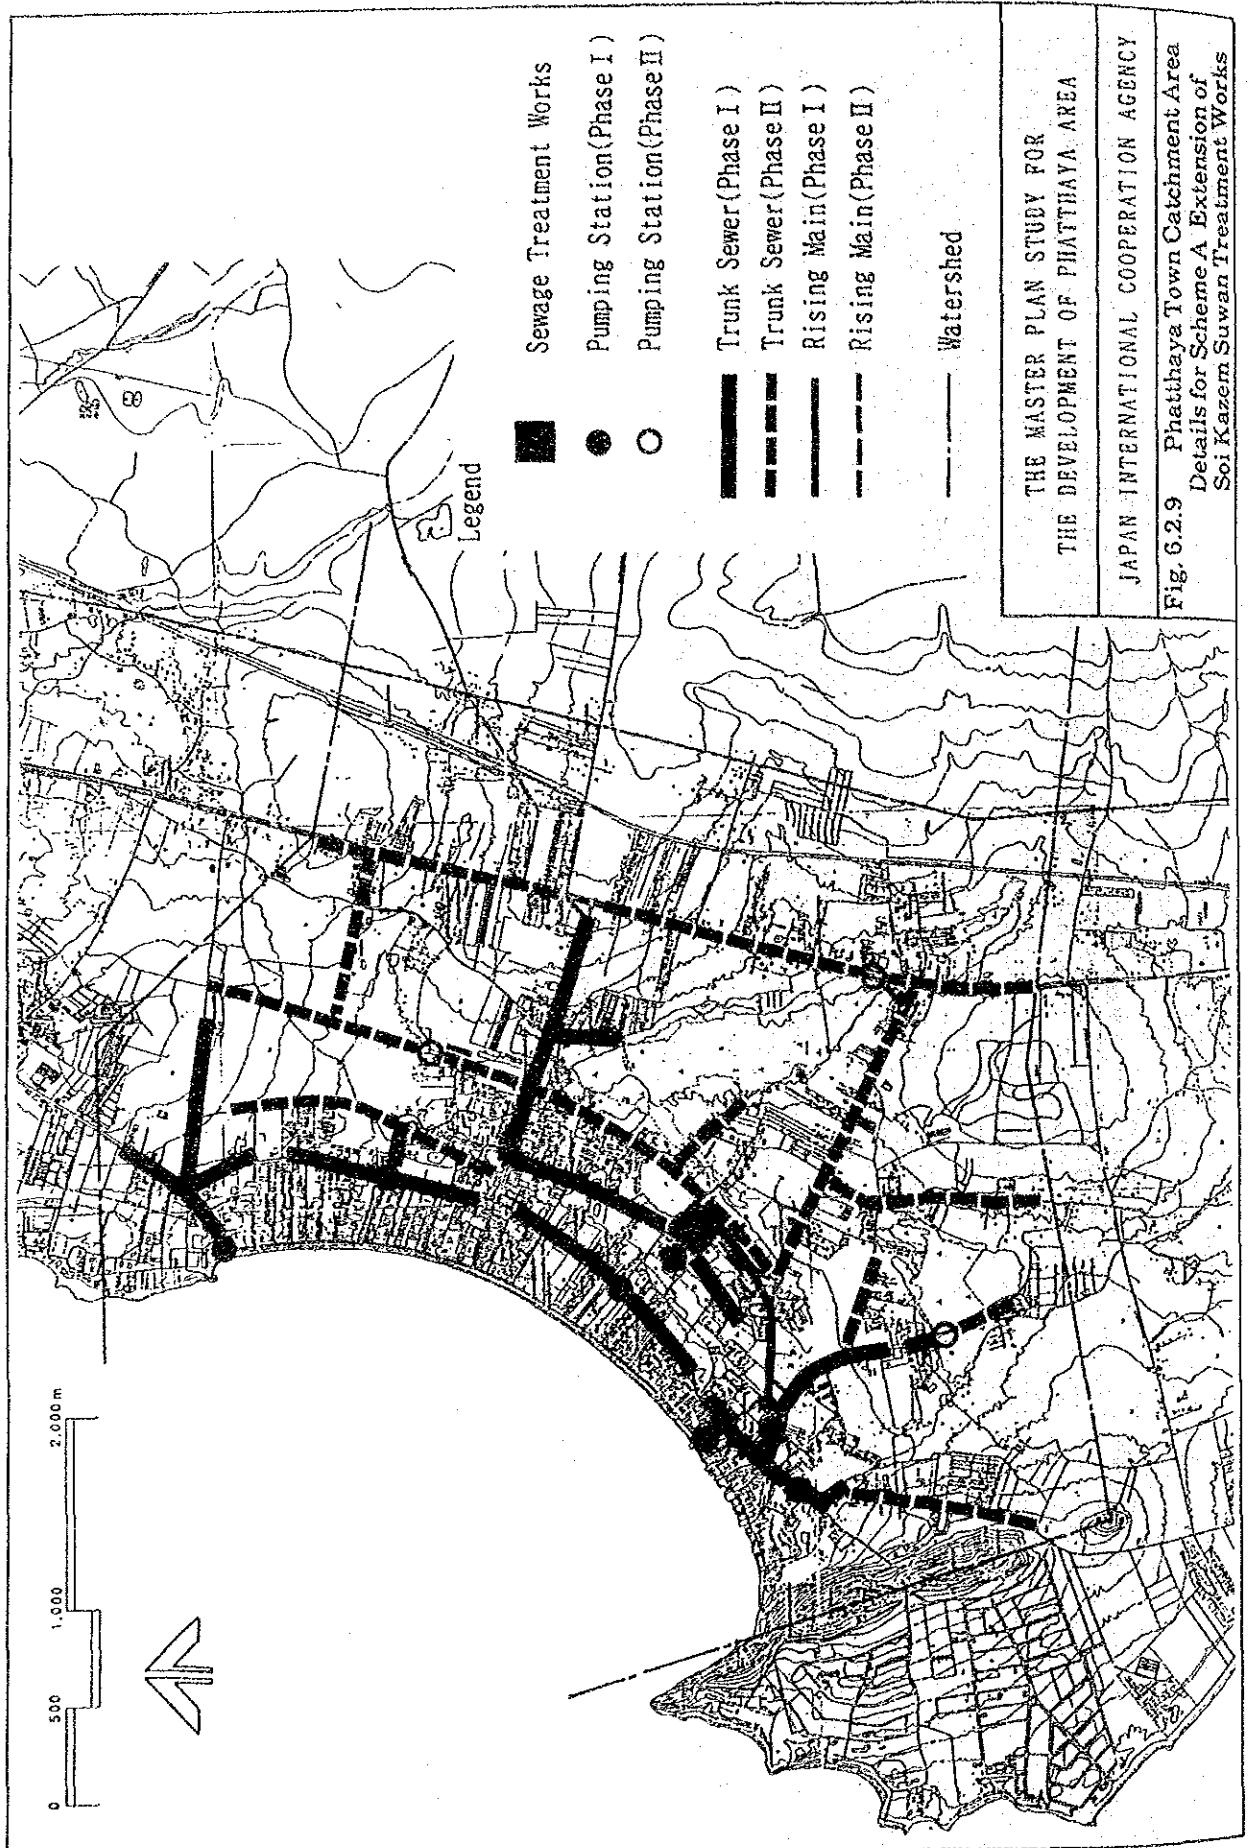 0
500
1,000
2,000 m
Legend
Sewage Treatment Works
Pumping Station(Phase I)
Pumping Station(Phase II)
Trunk Sewer(Phase I)
Trunk Sewer(Phase II)
Rising Main(Phase I)
Rising Main(Phase II)
Watershed
THE MASTER PLAN STUDY FOR
THE DEVELOPMENT OF PHATTHAYA AREA
JAPAN INTERNATIONAL COOPERATION AGENCY
Fig. 6.2.9 Phatthaya Town Catchment Area
Details for Scheme A Extension of
Soi Kazem Suwan Treatment Works